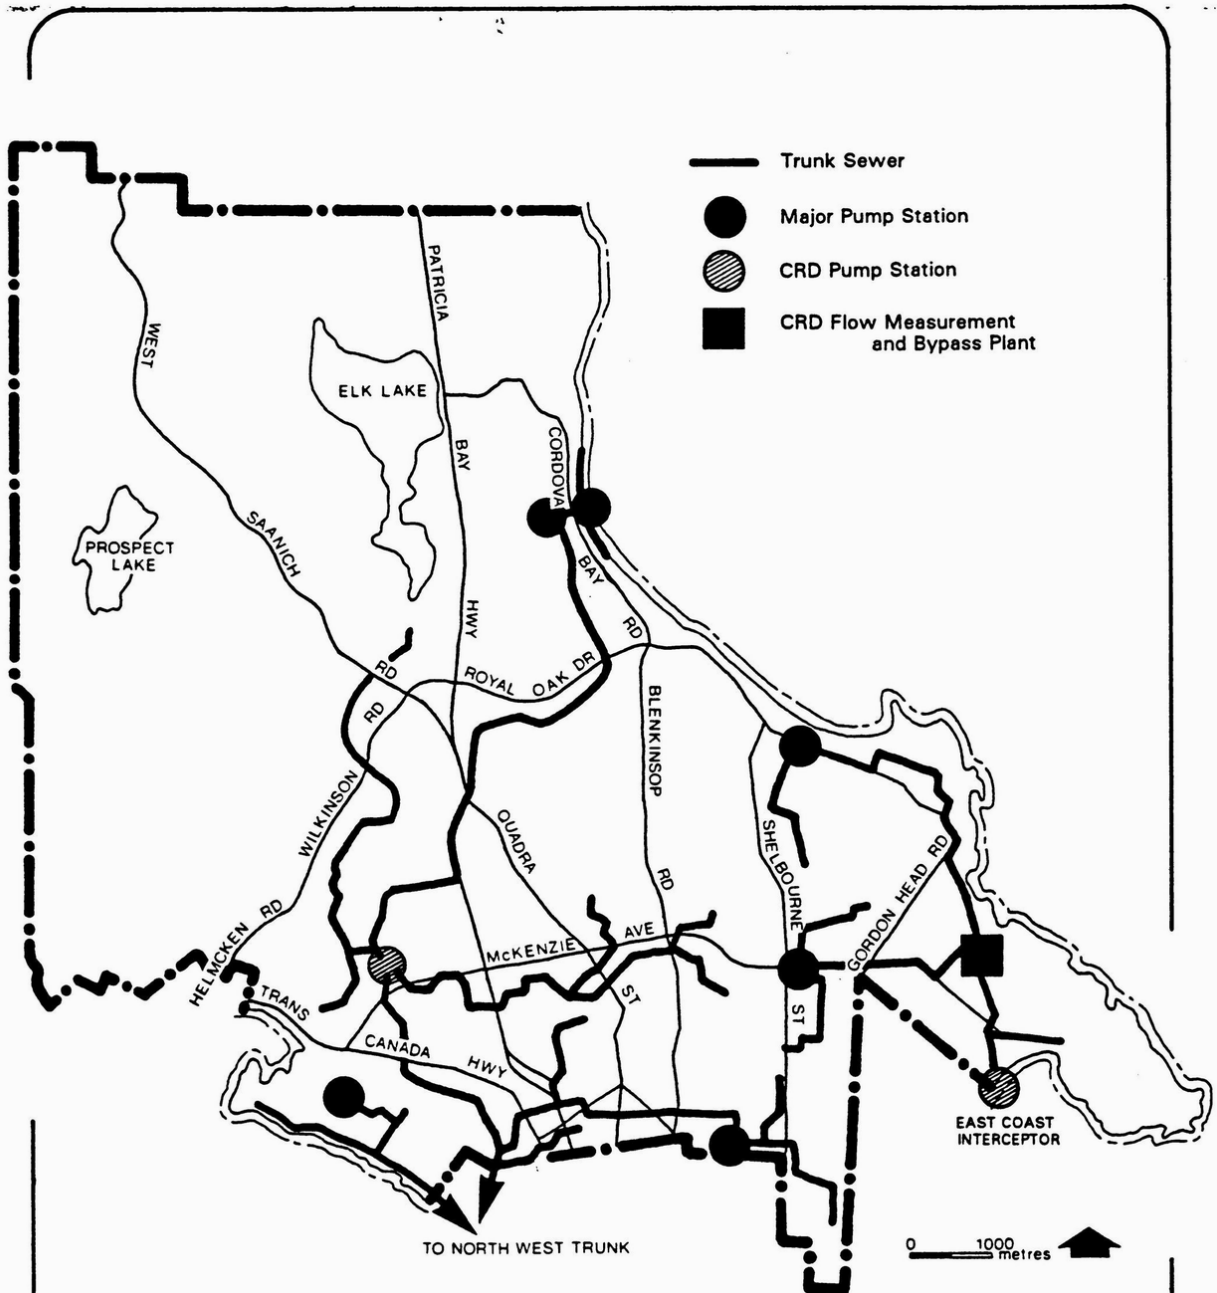 Trunk Sewer
Major Pump Station
CRD Pump Station
CRD Flow Measurement
and Bypass Plant
PATRICIA
WEST
ELK LAKE
BAY
CORDOVA
SAANICH
PROSPECT
LAKE
BAY
HWY
RD
RD
ROYAL
OAK DR
RD
BLENKINSOP
WILKINSON
QUADRA
SHELBOURNE
RD
GORDON HEAD RD
HELMCKEN RD
McKENZIE
AVE
ST
ST
TRANS
CANADA
HWY
EAST COAST
INTERCEPTOR
TO NORTH WEST TRUNK
0 1000
metres